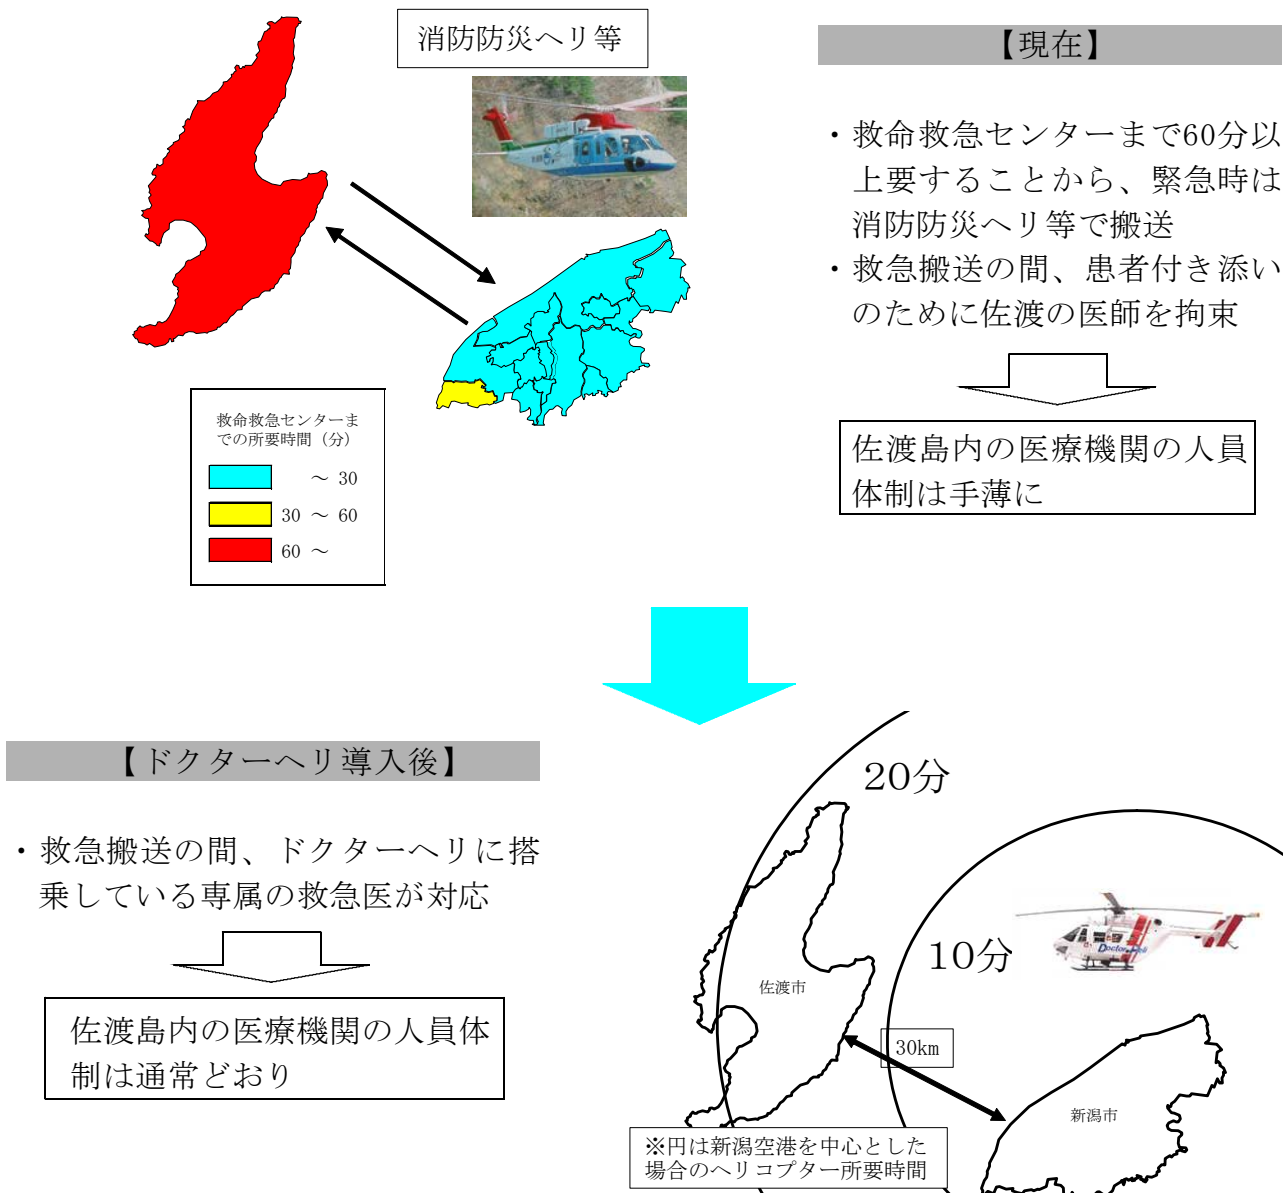 消防防災ヘリ等
【現在】
・救命救急センターまで60分以
上要することから、緊急時は
消防防災ヘリ等で搬送
・救急搬送の間、患者付き添い
のために佐渡の医師を拘束
佐渡島内の医療機関の人員
体制は手薄に
救命救急センターま
での所要時間（分）
～ 30
30 ～ 60
60 ～
【ドクターヘリ導入後】
・救急搬送の間、ドクターヘリに搭
乗している専属の救急医が対応
佐渡島内の医療機関の人員体
制は通常どおり
20分
10分
Doctor-Heli
佐渡市
30km
新潟市
※円は新潟空港を中心とした
場合のヘリコプター所要時間